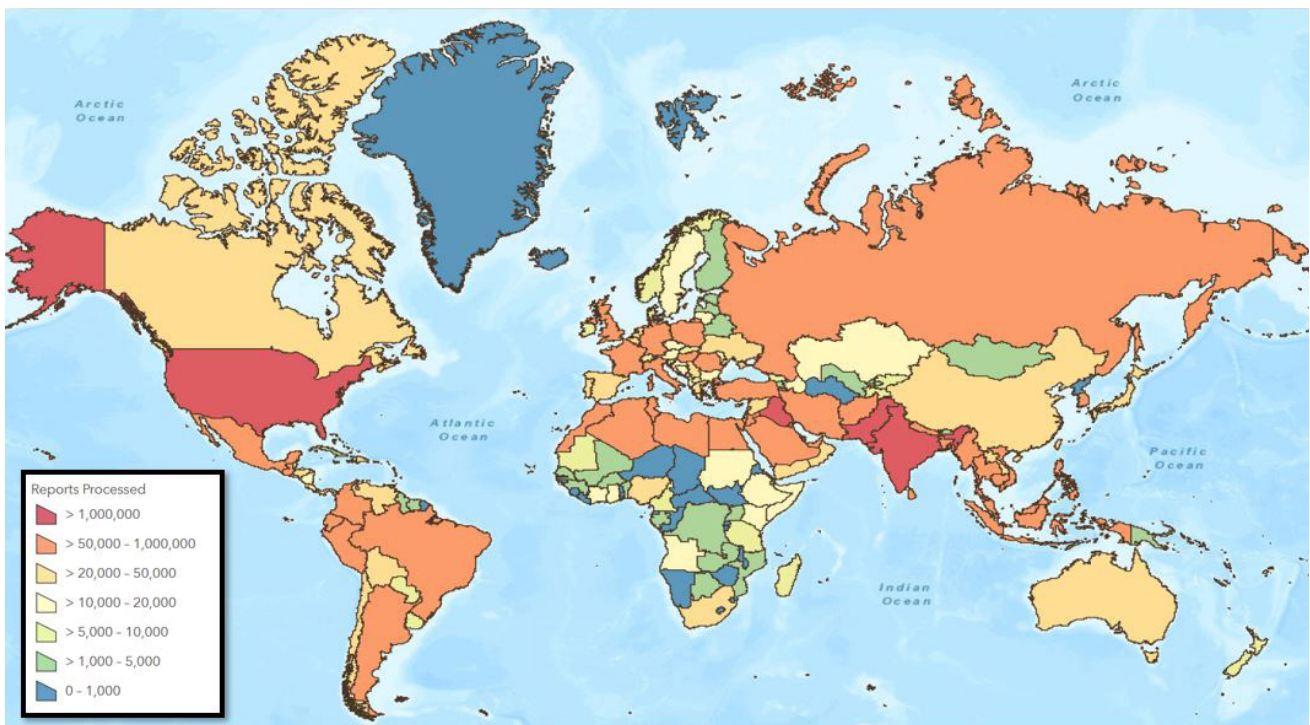 Arctic
Ocean
Arctic
Ocean
Atlantic
Ocean
Pacific
Ocean
Indian
Ocean
Reports Processed
> 1,000,000
> 50,000 - 1,000,000
> 20,000 - 50,000
> 10,000 - 20,000
> 5,000 - 10,000
> 1,000 - 5,000
0 - 1,000